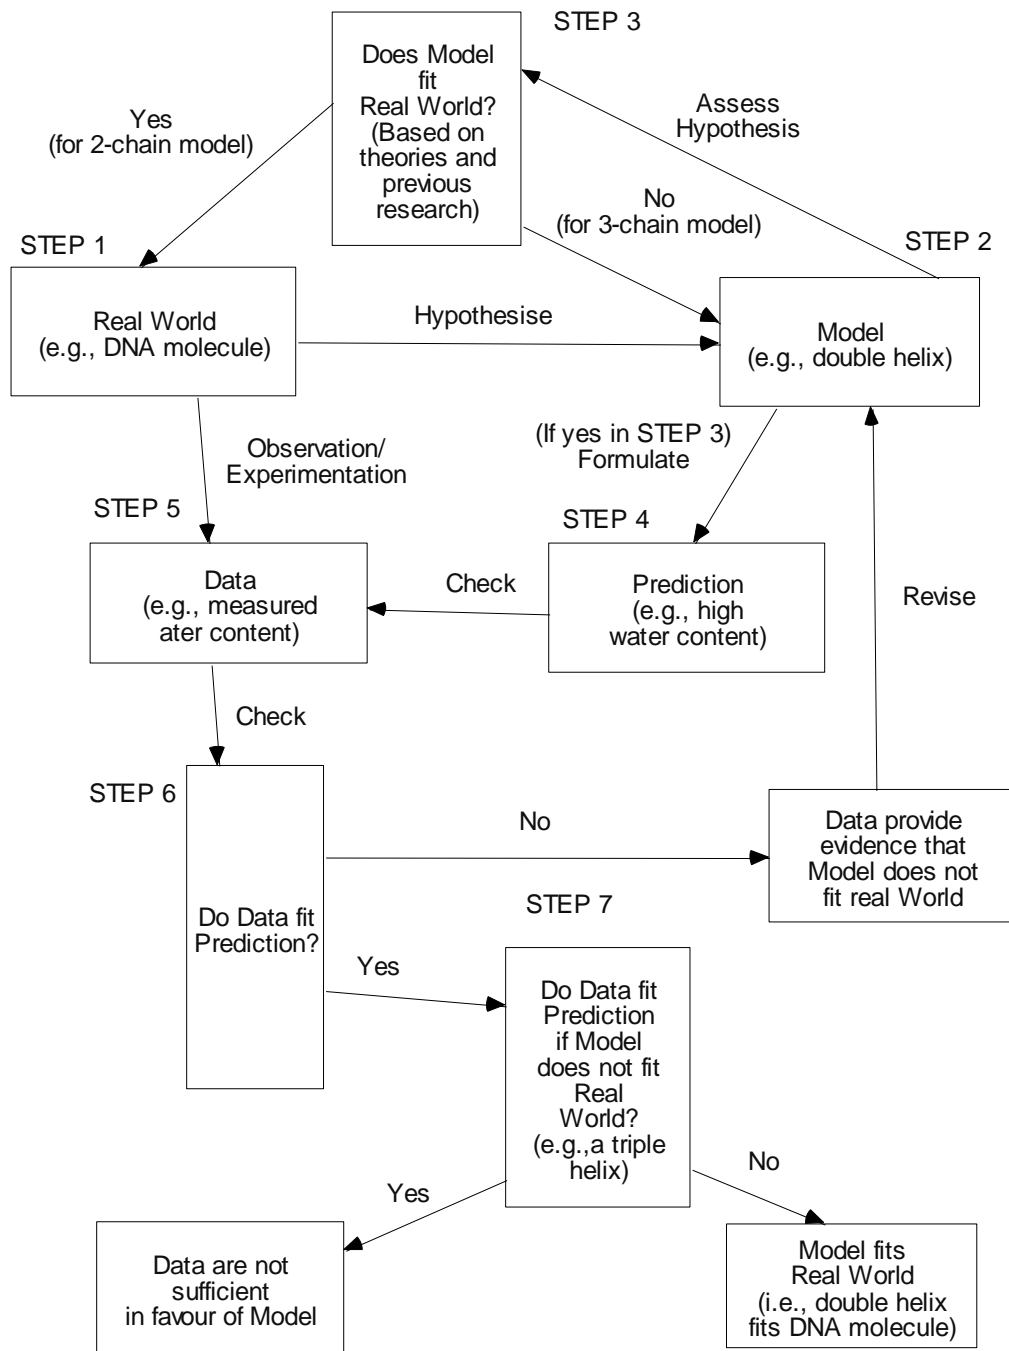 STEP 3
Does Model
fit
Real World?
(Based on
theories and
previous
research)
Assess
Hypothesis
Yes
(for 2-chain model)
No
(for 3-chain model)
STEP 1
STEP 2
Real World
(e.g., DNA molecule)
Hypothesise
Model
(e.g., double helix)
(If yes in STEP 3)
Formulate
Observation/
Experimentation
STEP 5
STEP 4
Data
(e.g., measured
ater content)
Check
Prediction
(e.g., high
water content)
Revise
Check
STEP 6
Do Data fit
Prediction?
No
Data provide
evidence that
Model does not
fit real World
STEP 7
Yes
Do Data fit
Prediction
if Model
does not fit
Real
World?
(e.g.,a triple
helix)
Yes
No
Data are not
sufficient
in favour of Model
Model fits
Real World
(i.e., double helix
fits DNA molecule)